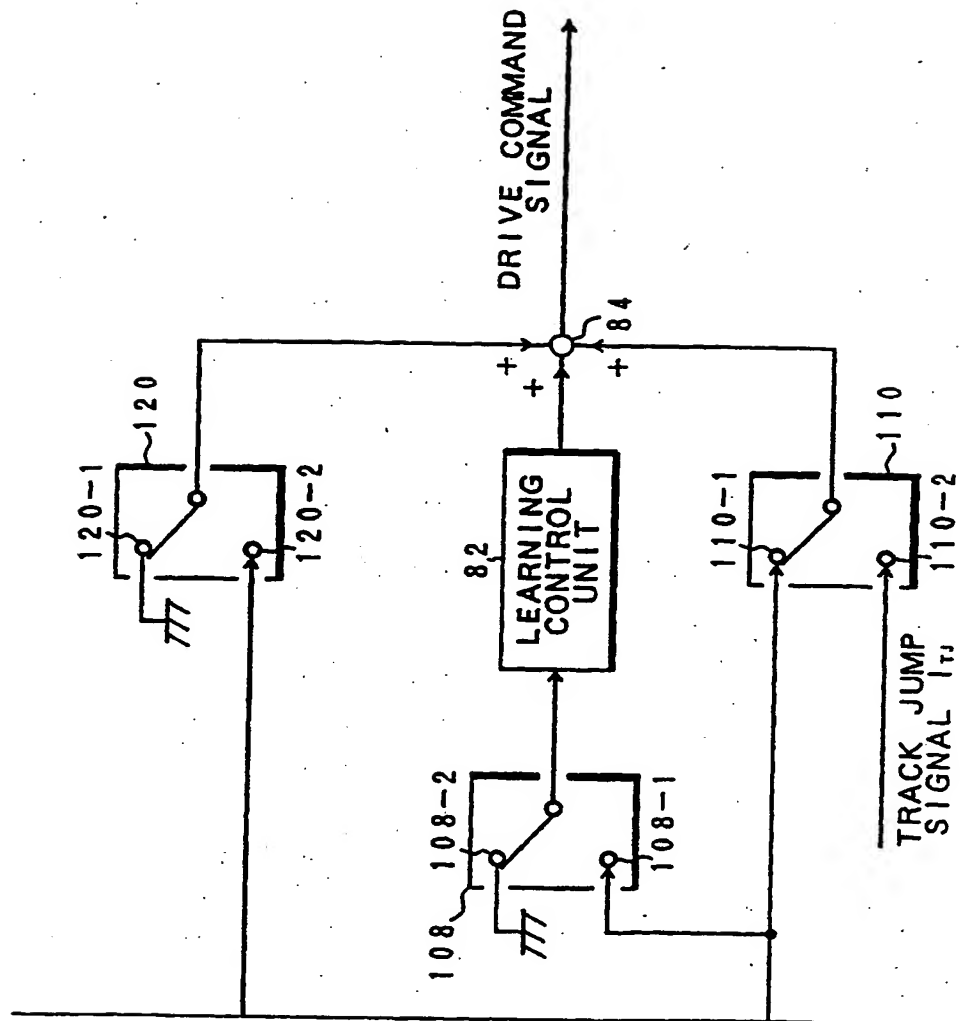 DRIVE COMMAND
SIGNAL
120-1
120
120-2
84
+
+
+
82
LEARNING
CONTROL
UNIT
108
108-2
108-1
110-1
110
110-2
TRACK JUMP
SIGNAL ITJ